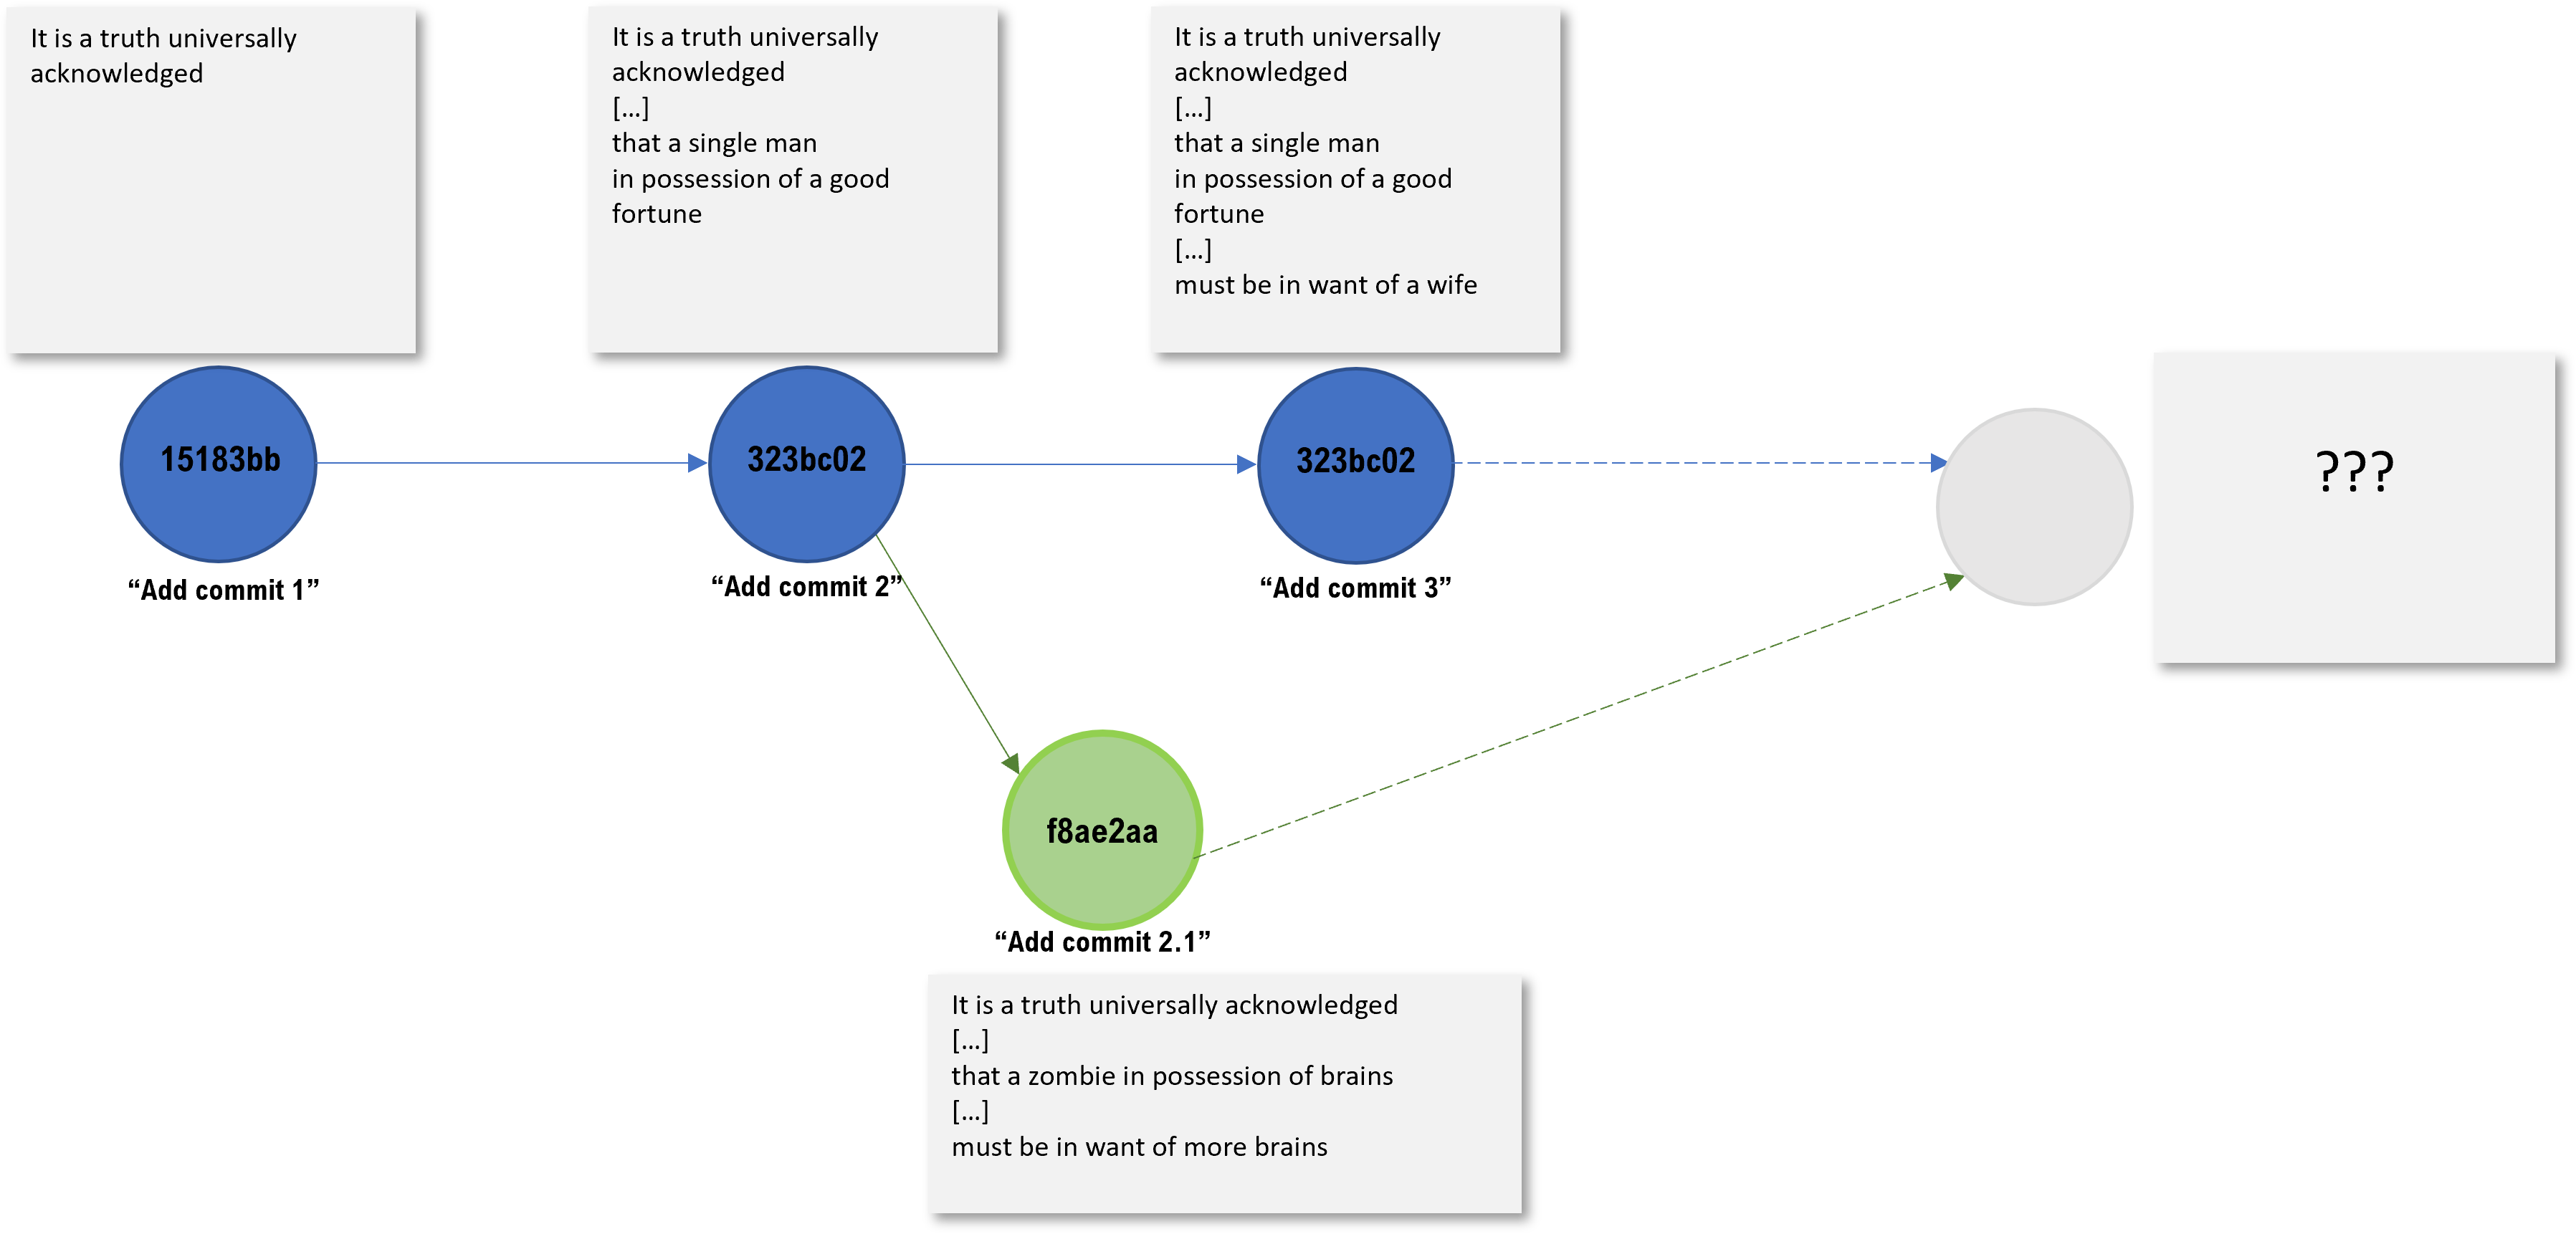 It is a truth universally
acknowledged
It is a truth universally
acknowledged
[...]
that a single man
in possession of a good
fortune
It is a truth universally
acknowledged
[...]
that a single man
in possession of a good
fortune
[...]
must be in want of a wife
15183bb
“Add commit 1”
323bc02
“Add commit 2”
323bc02
“Add commit 3”
???
f8ae2aa
“Add commit 2.1”
It is a truth universally acknowledged
[...]
that a zombie in possession of brains
[...]
must be in want of more brains